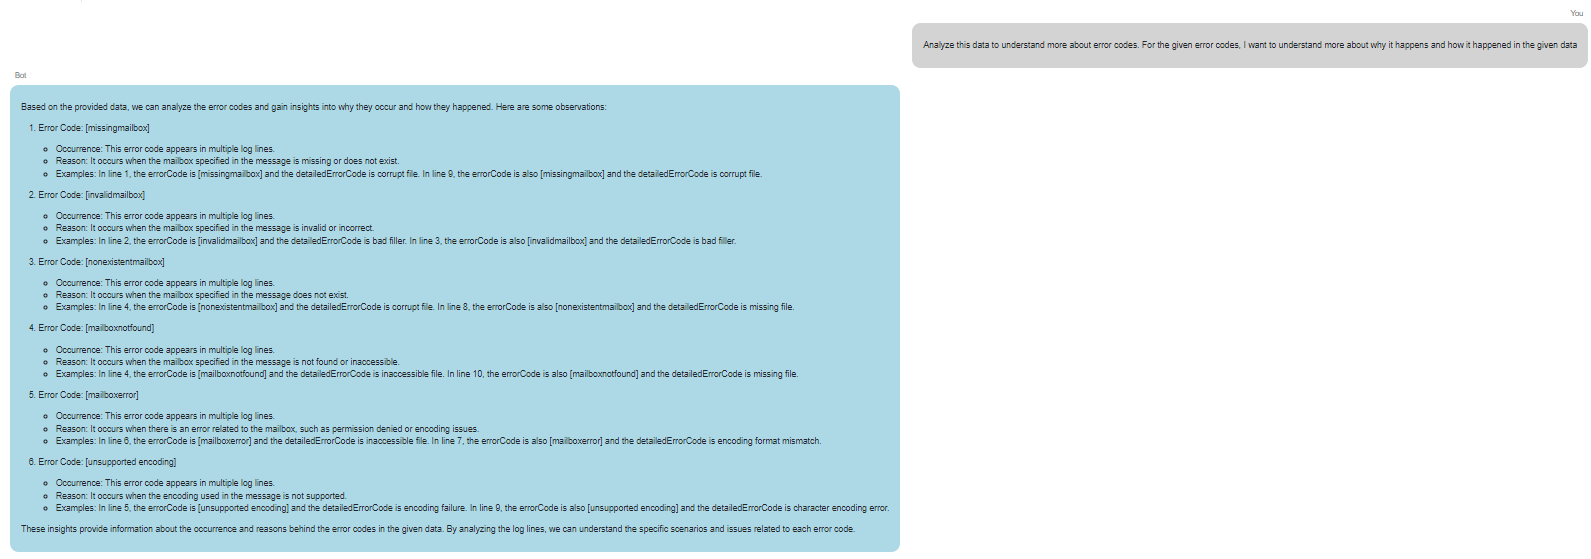 You
Analyze this data to understand more about error codes. For the given error codes, I want to understand more about why it happens and how it happened in the given data
Bot
Based on the provided data, we can analyze the error codes and gain insights into why they occur and how they happened. Here are some observations:
1. Error Code: [missingmailbox]
Occurrence: This error code appears in multiple log lines.
Reason: It occurs when the mailbox specified in the message is missing or does not exist.
Examples: In line 1, the errorCode is [missingmailbox] and the detailedErrorCode is corrupt file. In line 9, the errorCode is also [missingmailbox] and the detailedErrorCode is corrupt file.
2. Error Code: [invalidmailbox]
Occurrence: This error code appears in multiple log lines.
Reason: It occurs when the mailbox specified in the message is invalid or incorrect.
Examples: In line 2, the errorCode is [invalidmailbox] and the detailedErrorCode is bad filler. In line 3, the errorCode is also [invalidmailbox] and the detailedErrorCode is bad filler.
3. Error Code: [nonexistentmailbox]
Occurrence: This error code appears in multiple log lines.
Reason: It occurs when the mailbox specified in the message does not exist.
Examples: In line 4, the errorCode is [nonexistentmailbox] and the detailedErrorCode is corrupt file. In line 8, the errorCode is also [nonexistentmailbox] and the detailedErrorCode is missing file.
4. Error Code: [mailboxnotfound]
Occurrence: This error code appears in multiple log lines.
Reason: It occurs when the mailbox specified in the message is not found or inaccessible.
Examples: In line 4, the errorCode is [mailboxnotfound] and the detailedErrorCode is inaccessible file. In line 10, the errorCode is also [mailboxnotfound] and the detailedErrorCode is missing file.
5. Error Code: [mailboxerror]
Occurrence: This error code appears in multiple log lines.
Reason: It occurs when there is an error related to the mailbox, such as permission denied or encoding issues.
Examples: In line 6, the errorCode is [mailboxerror] and the detailedErrorCode is inaccessible file. In line 7, the errorCode is also [mailboxerror] and the detailedErrorCode is encoding format mismatch.
6. Error Code: [unsupported encoding]
Occurrence: This error code appears in multiple log lines.
Reason: It occurs when the encoding used in the message is not supported.
Examples: In line 5, the errorCode is [unsupported encoding] and the detailedErrorCode is encoding failure. In line 9, the errorCode is also [unsupported encoding] and the detailedErrorCode is character encoding error.
These insights provide information about the occurrence and reasons behind the error codes in the given data. By analyzing the log lines, we can understand the specific scenarios and issues related to each error code.